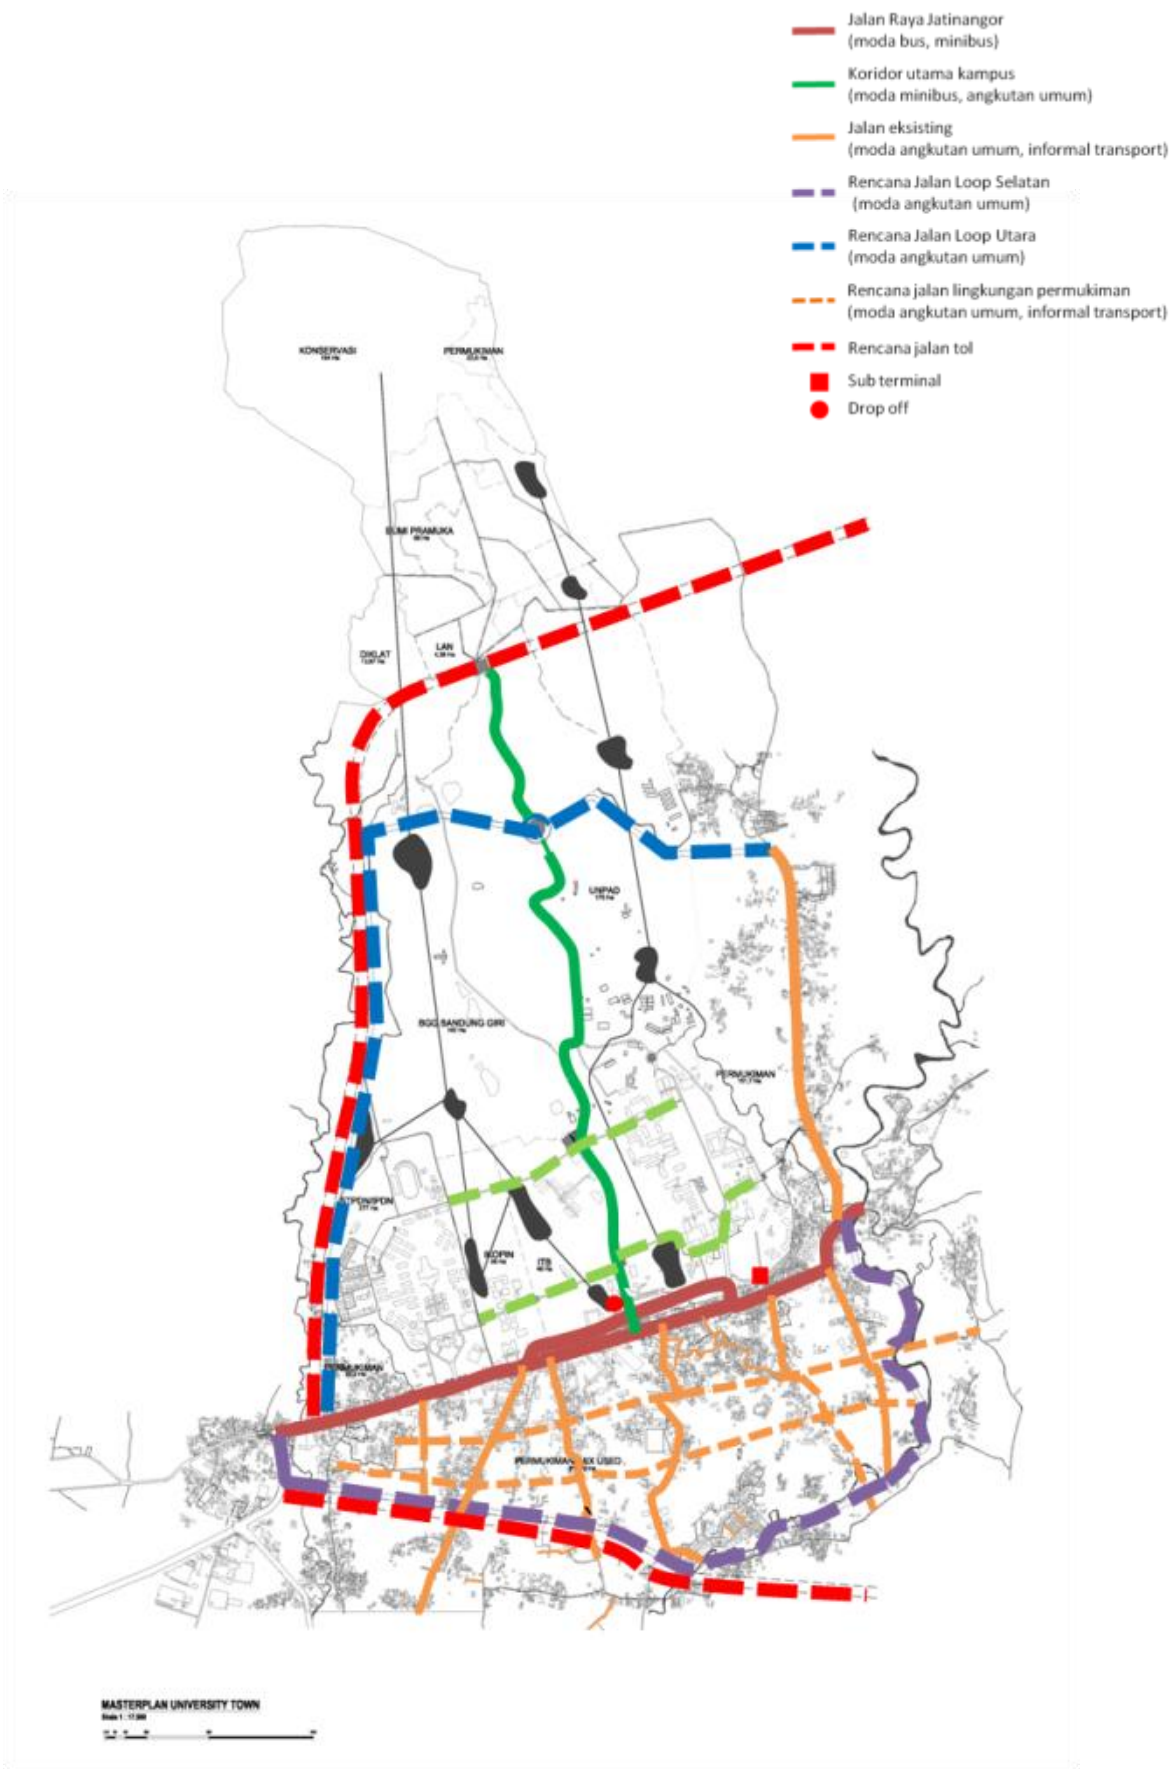 Jalan Raya Jatinangor
(moda bus, minibus)
Koridor utama kampus
(moda minibus, angkutan umum)
Jalan eksisting
(moda angkutan umum, informal transport)
Rencana Jalan Loop Selatan
(moda angkutan umum)
Rencana Jalan Loop Utara
(moda angkutan umum)
Rencana jalan lingkungan permukiman
(moda angkutan umum, informal transport)
Rencana jalan tol
Sub terminal
Drop off
KONSERVASI
PERMUKIMAN
BUMI PRAMUKA
LAN
DIKLAT
UNPAD
BGG BANDUNG GIRI
PERMUKIMAN
IKOPIN
ITB
PERMUKIMAN
MASTERPLAN UNIVERSITY TOWN